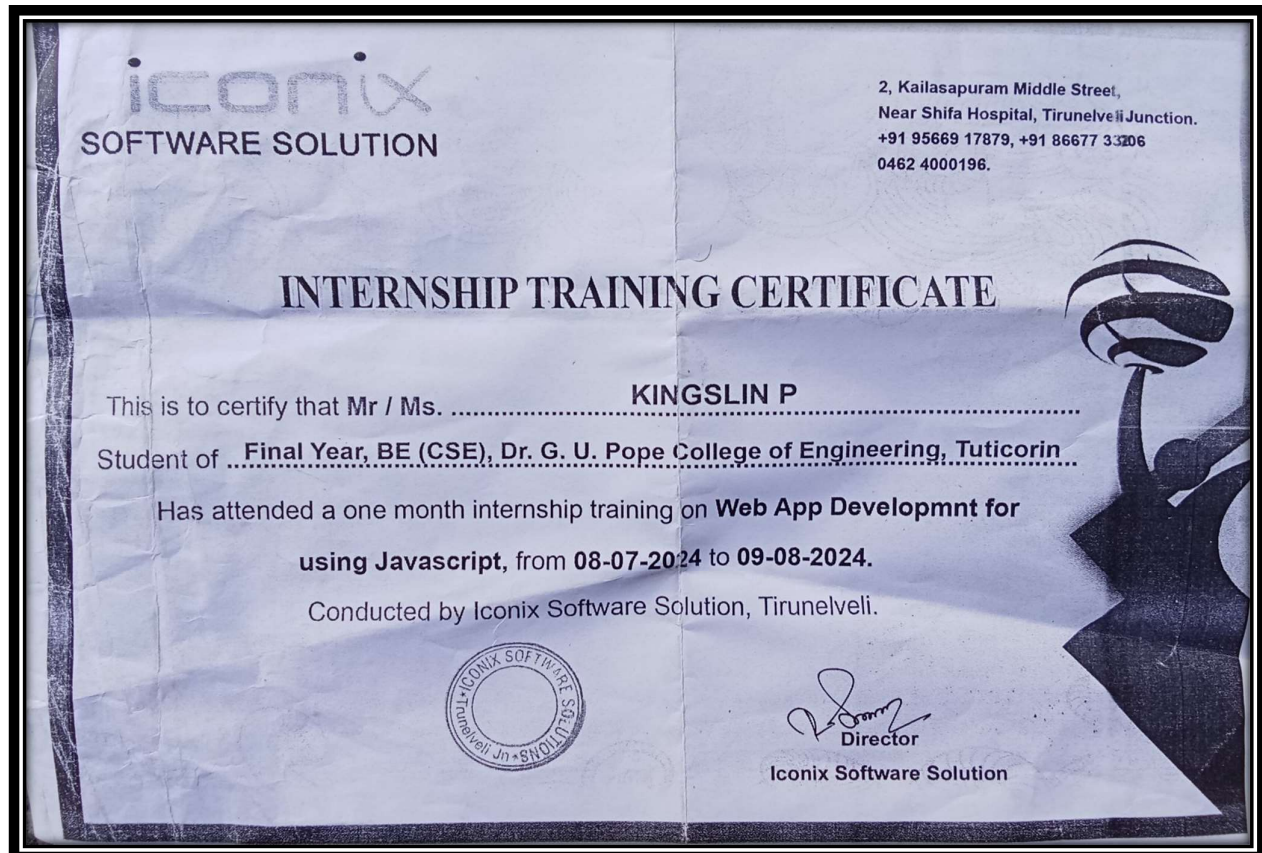 iconix
SOFTWARE SOLUTION
2, Kailasapuram Middle Street,
Near Shifa Hospital, Tirunelveli Junction.
+91 95669 17879, +91 86677
0462 4000196.
INTERNSHIP TRAINING CERTIFICATE
This is to certify that Mr / Ms. KINGSLIN P
Student of Final Year, BE (CSE), Dr. G. U. Pope College of Engineering, Tuticorin
Has attended a one month internship training on Web App Developmnt for
using Javascript, from 08-07-2024 to 09-08-2024.
Conducted by Iconix Software Solution, Tirunelveli.
ICONIX SOFTWARE SOLUTIONS
Tirunelveli Jn
Director
Iconix Software Solution